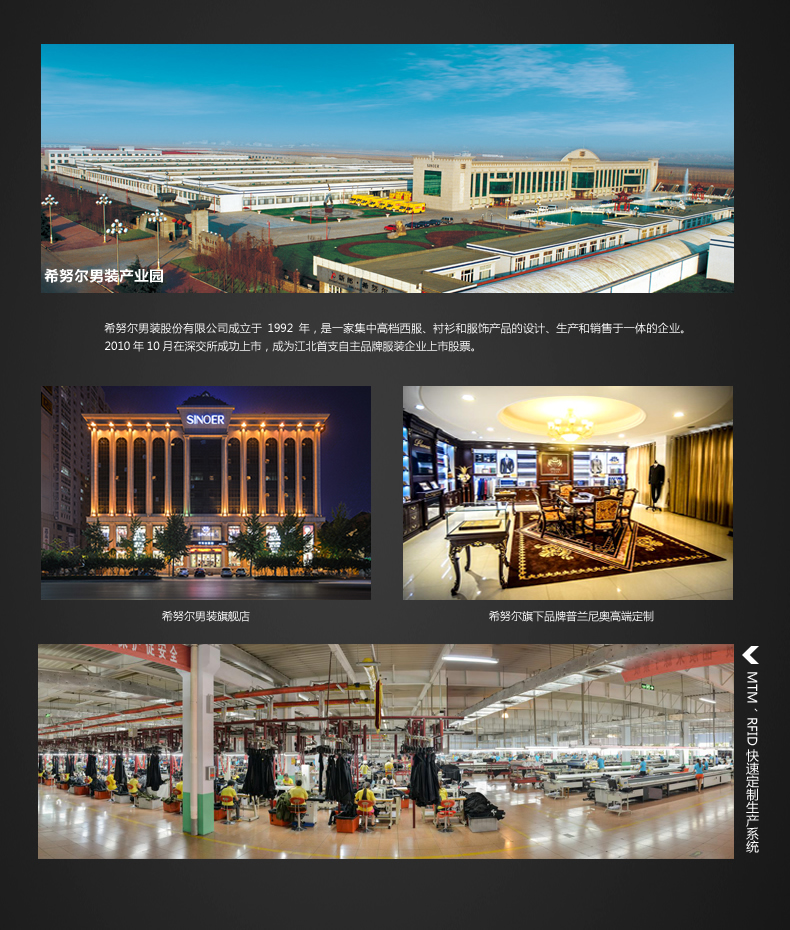 SINOER
希努尔男装产业园
希努尔男装股份有限公司成立于 1992 年，是一家集中高档西服、衬衫和服饰产品的设计、生产和销售于一体的企业。
2010 年 10 月在深交所成功上市，成为江北首支自主品牌服装企业上市股票。
SINOER
希努尔男装旗舰店
希努尔旗下品牌普兰尼奥高端定制
促安全
MTM、RFID 快速定制生产系统